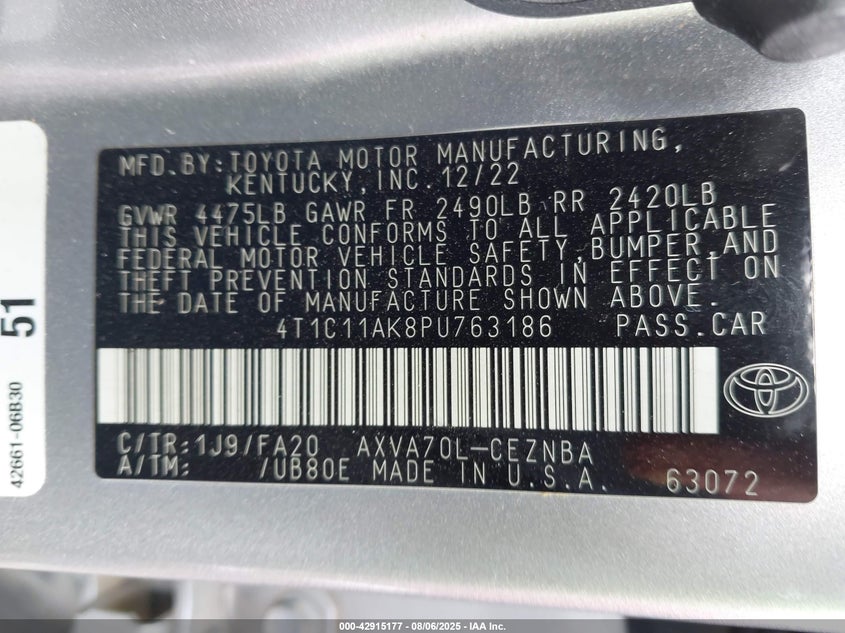 MFD.BY:TOYOTA MOTOR MANUFACTURING,
KENTUCKY,INC.12/22
GVWR 4475LB GAWR FR 2490LB RR 2420LB
THIS VEHICLE CONFORMS TO ALL APPLICABLE
FEDERAL MOTOR VEHICLE SAFETY,BUMPER,AND
THEFT PREVENTION STANDARDS IN EFFECT ON
THE DATE OF MANUFACTURE SHOWN ABOVE.
4T1C11AK8PU763186 PASS.CAR
C/TR:1J9/FA20 AXVA70L-CEZNBA
A/TM: /UB80E MADE IN U.S.A. 63072
51
42661-06B30
000-42915177 - 08/06/2025 - IAA Inc.